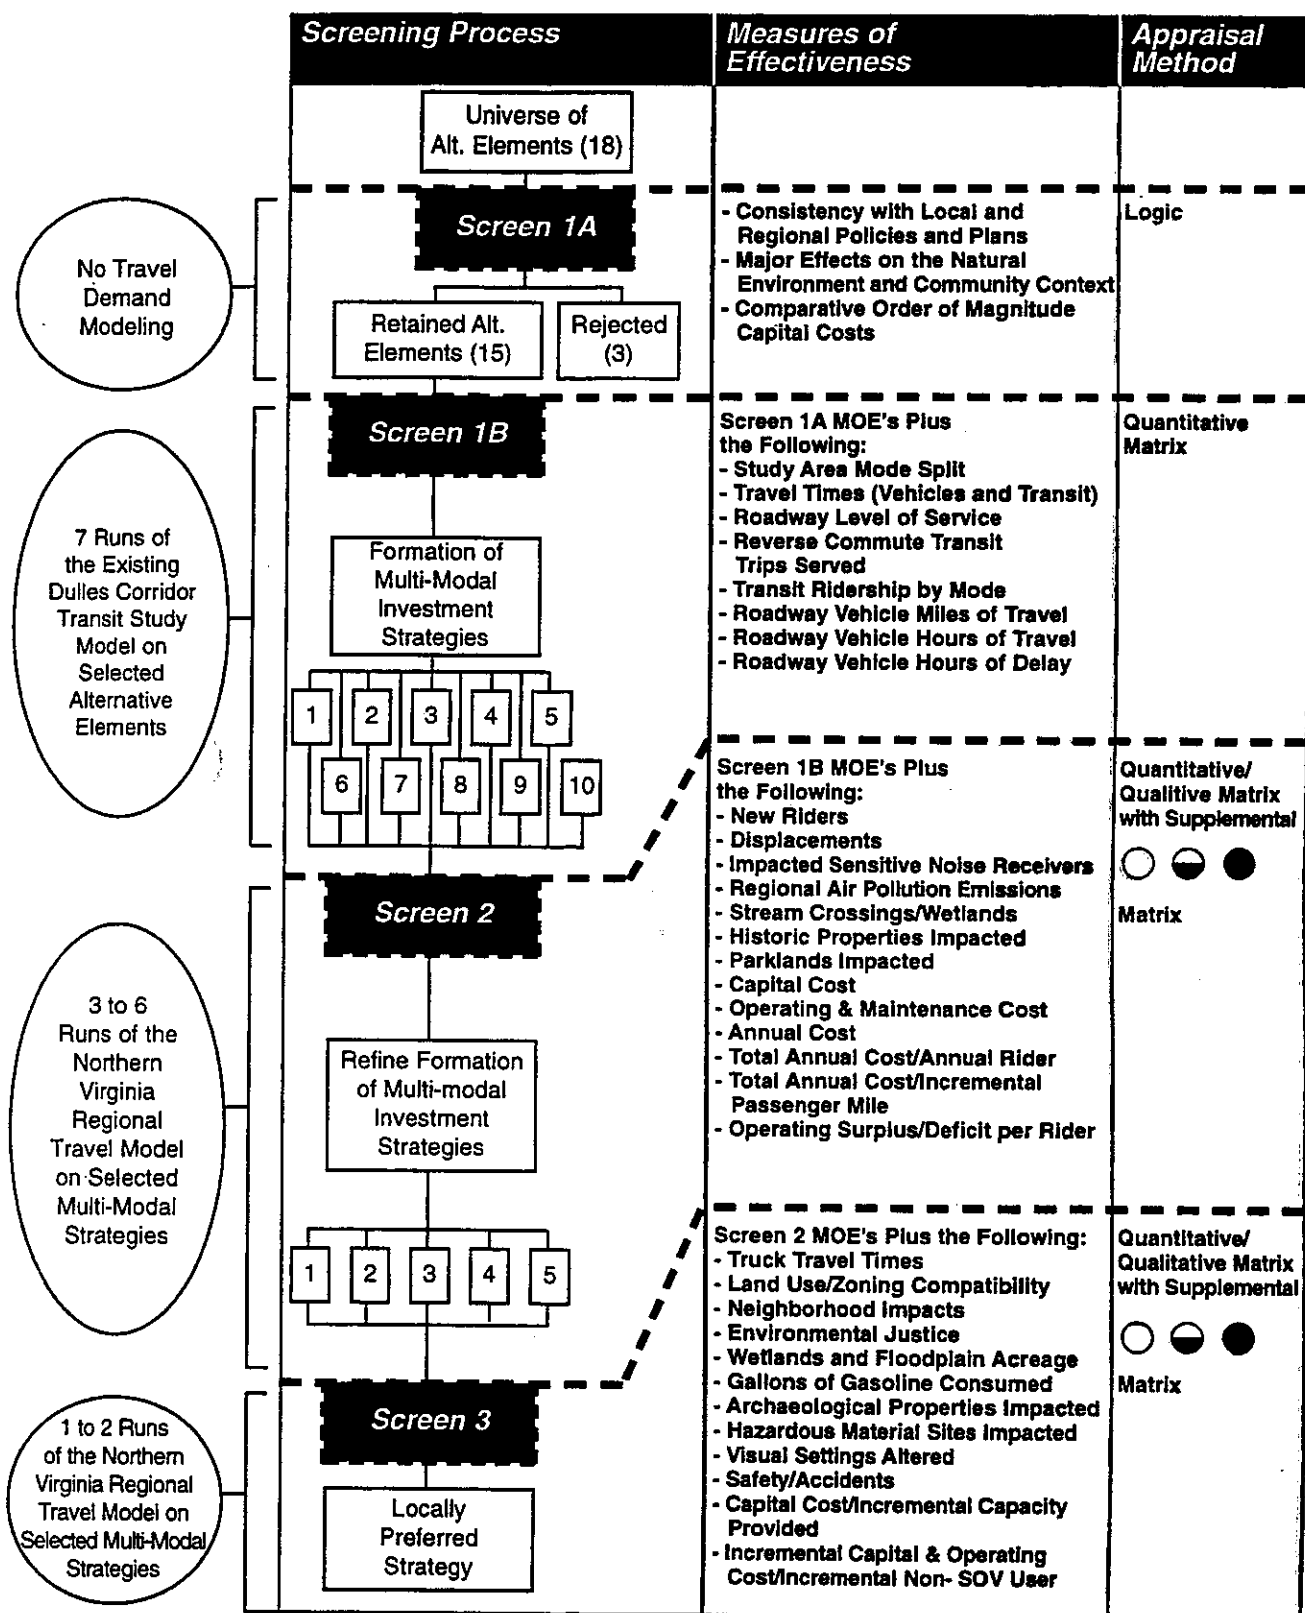 Screening Process
Measures of
Effectiveness
Appraisal
Method
Universe of
Alt. Elements (18)
No Travel
Demand
Modeling
Screen 1A
Retained Alt.
Elements (15)
Rejected
(3)
- Consistency with Local and
Regional Policies and Plans
- Major Effects on the Natural
Environment and Community Context
- Comparative Order of Magnitude
Capital Costs
Logic
7 Runs of
the Existing
Dulles Corridor
Transit Study
Model on
Selected
Alternative
Elements
Screen 1B
Formation of
Multi-Modal
Investment
Strategies
1
2
3
4
5
6
7
8
9
10
Screen 1A MOE's Plus
the Following:
- Study Area Mode Split
- Travel Times (Vehicles and Transit)
- Roadway Level of Service
- Reverse Commute Transit
Trips Served
- Transit Ridership by Mode
- Roadway Vehicle Miles of Travel
- Roadway Vehicle Hours of Travel
- Roadway Vehicle Hours of Delay
Quantitative
Matrix
3 to 6
Runs of the
Northern
Virginia
Regional
Travel Model
on Selected
Multi-Modal
Strategies
Screen 2
Refine Formation
of Multi-modal
Investment
Strategies
1
2
3
4
5
Screen 1B MOE's Plus
the Following:
- New Riders
- Displacements
- Impacted Sensitive Noise Receivers
- Regional Air Pollution Emissions
- Stream Crossings/Wetlands
- Historic Properties Impacted
- Parklands Impacted
- Capital Cost
- Operating & Maintenance Cost
- Annual Cost
- Total Annual Cost/Annual Rider
- Total Annual Cost/Incremental
Passenger Mile
- Operating Surplus/Deficit per Rider
Quantitative/
Qualitive Matrix
with Supplemental
Matrix
1 to 2 Runs
of the Northern
Virginia Regional
Travel Model on
Selected Multi-Modal
Strategies
Screen 3
Locally
Preferred
Strategy
Screen 2 MOE's Plus the Following:
- Truck Travel Times
- Land Use/Zoning Compatibility
- Neighborhood Impacts
- Environmental Justice
- Wetlands and Floodplain Acreage
- Gallons of Gasoline Consumed
- Archaeological Properties Impacted
- Hazardous Material Sites Impacted
- Visual Settings Altered
- Safety/Accidents
- Capital Cost/Incremental Capacity
Provided
- Incremental Capital & Operating
Cost/Incremental Non- SOV User
Quantitative/
Qualitative Matrix
with Supplemental
Matrix